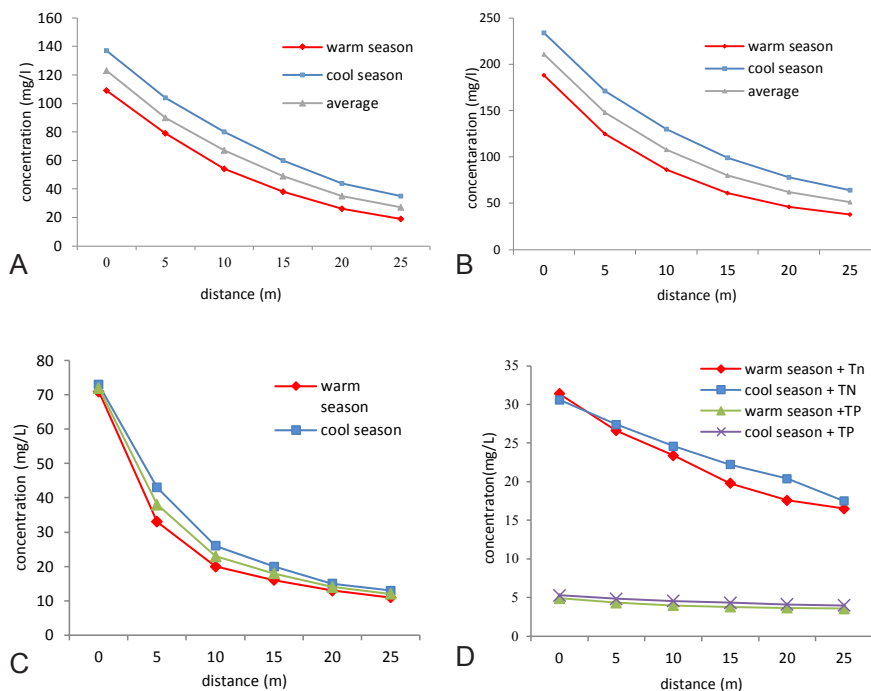 160
140
120
100
80
60
40
20
0
concentration (mg/l)
warm season
cool season
average
0 5 10 15 20 25
distance (m)
A
250
200
150
100
50
0
concentaration (mg/l)
warm season
cool season
average
0 5 10 15 20 25
distance (m)
B
80
70
60
50
40
30
20
10
0
concentration (mg/L)
warm
season
cool season
0 5 10 15 20 25
distance (m)
C
35
30
25
20
15
10
5
0
concentraton(mg/L)
warm season + Tn
cool season + TN
warm season +TP
cool season + TP
0 5 10 15 20 25
distance (m)
D